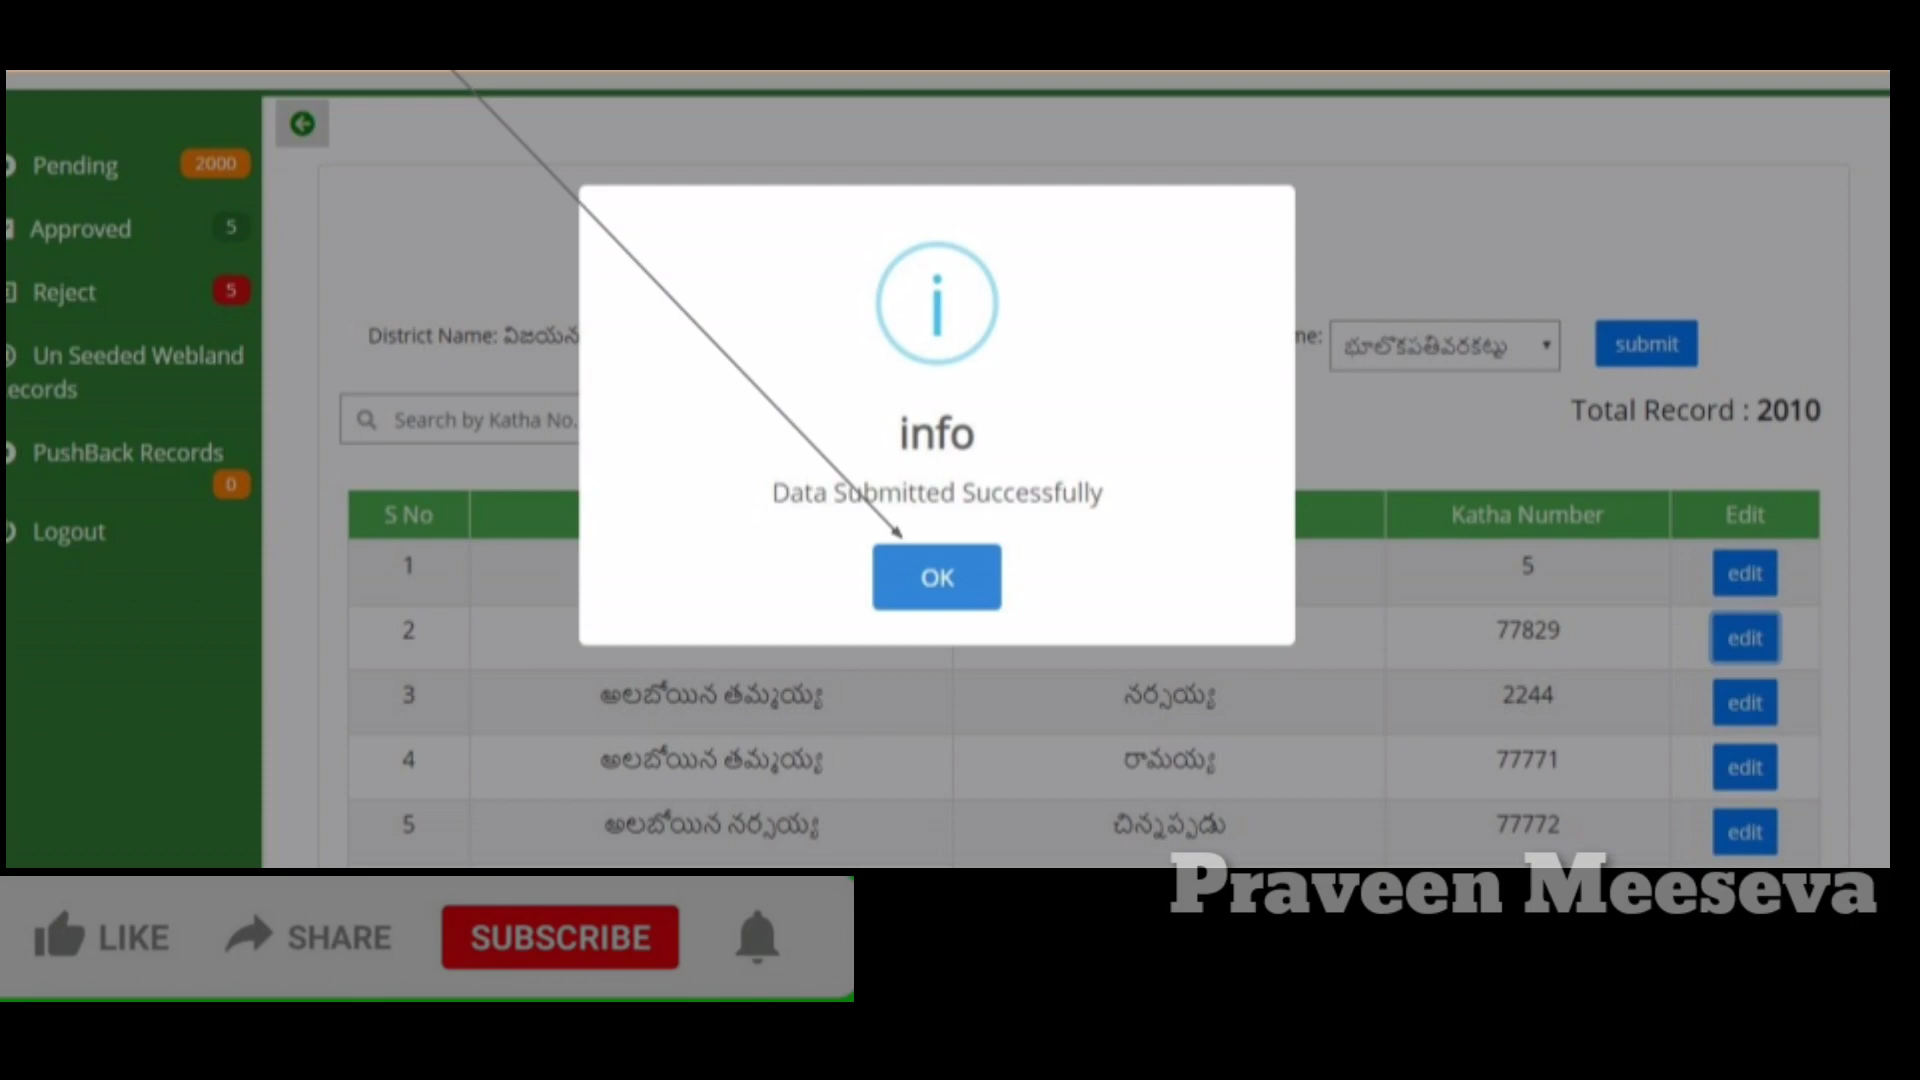 Pending 2000
Approved 5
Reject 5
Un Seeded Webland
ecords
PushBack Records
0
Logout
District Name: విజయన
ne: భూలొకపతివరకట్టు submit
Search by Katha No.
Total Record : 2010
info
Data Submitted Successfully
OK
S No Katha Number Edit
1 5 edit
2 77829 edit
3 అలబోయిన తమ్మయ్య నర్సయ్య 2244 edit
4 అలబోయిన తమ్మయ్య రామయ్య 77771 edit
5 అలబోయిన నర్సయ్య చిన్నప్పడు 77772 edit
Praveen Meeseva
LIKE SHARE SUBSCRIBE